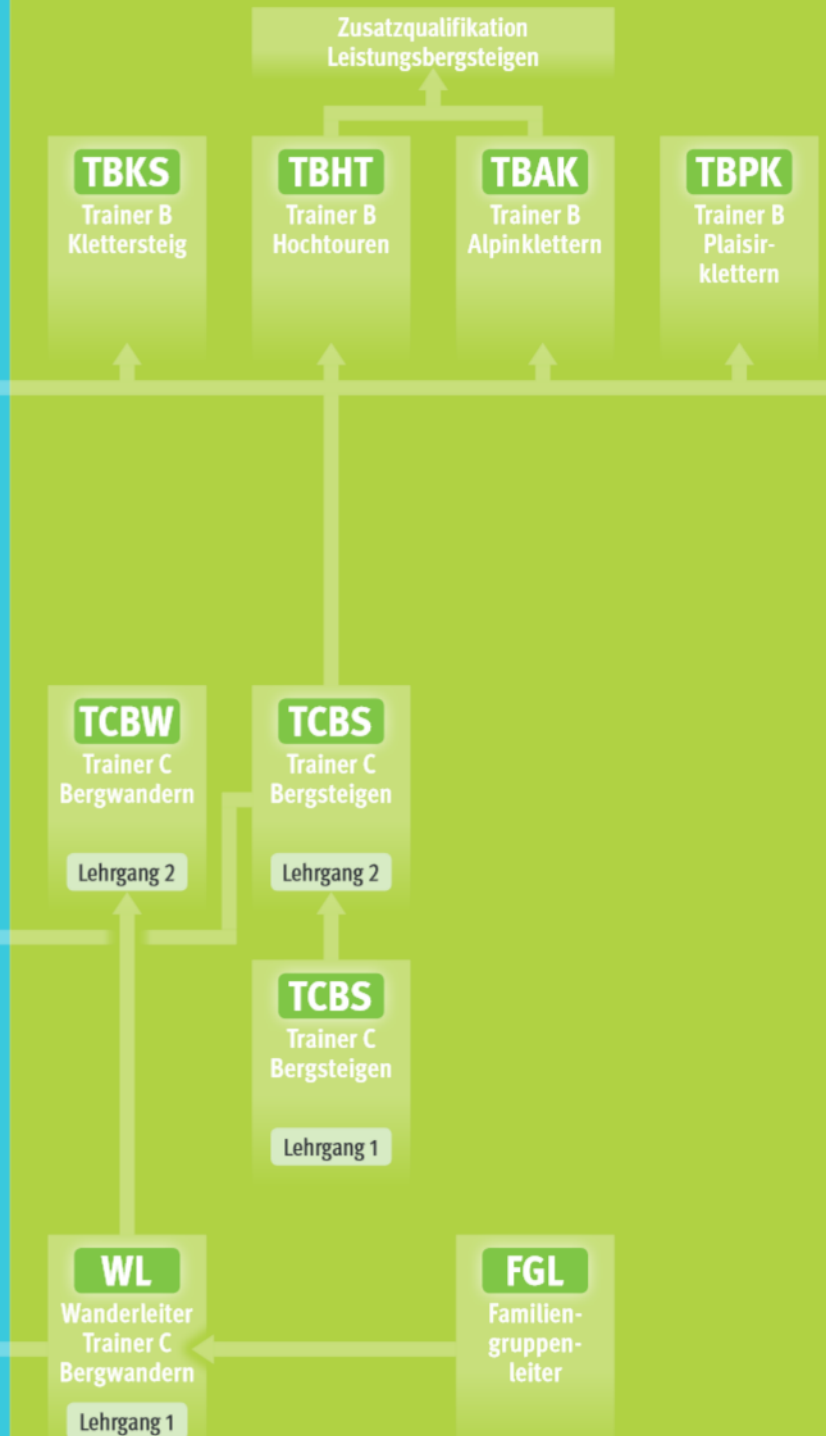 Zusatzqualifikation
Leistungsbergsteigen
TBKS
Trainer B
Klettersteig
TBHT
Trainer B
Hochtouren
TBAK
Trainer B
Alpinklettern
TBPK
Trainer B
Plaisir-
klettern
TCBW
Trainer C
Bergwandern
Lehrgang 2
TCBS
Trainer C
Bergsteigen
Lehrgang 2
TCBS
Trainer C
Bergsteigen
Lehrgang 1
WL
Wanderleiter
Trainer C
Bergwandern
Lehrgang 1
FGL
Familien-
gruppen-
leiter